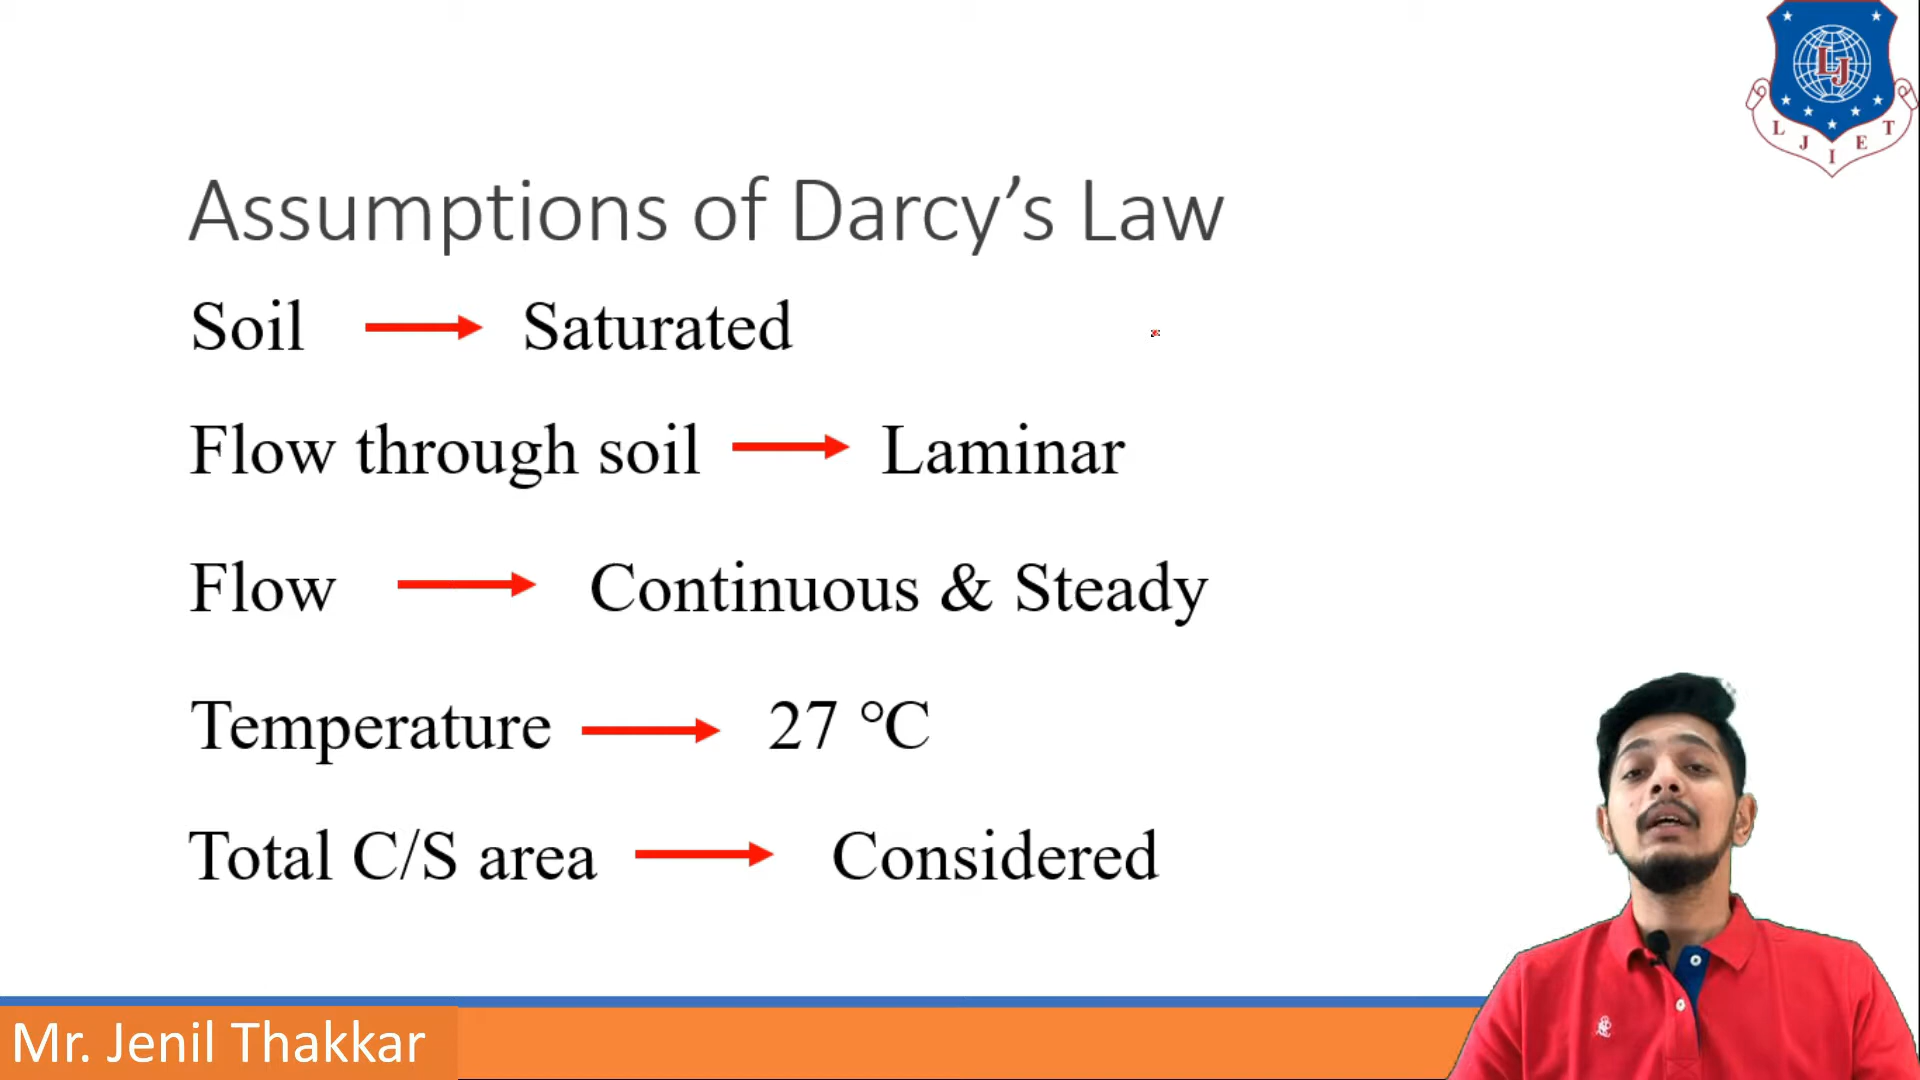 LJ
L J I E T
Assumptions of Darcy’s Law
Soil → Saturated
Flow through soil → Laminar
Flow → Continuous & Steady
Temperature → 27 °C
Total C/S area → Considered
Mr. Jenil Thakkar